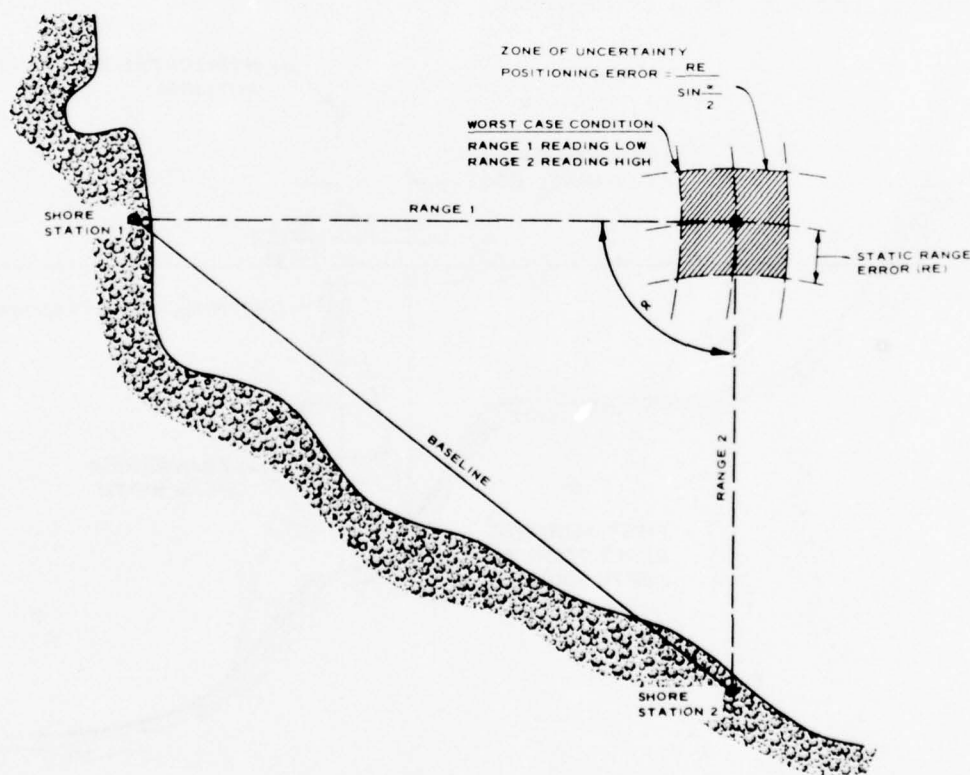 ZONE OF UNCERTAINTY
POSITIONING ERROR = RE
SIN α
2
WORST CASE CONDITION
RANGE 1 READING LOW
RANGE 2 READING HIGH
SHORE
STATION 1
RANGE 1
STATIC RANGE
ERROR (RE)
α
BASELINE
RANGE 2
SHORE
STATION 2